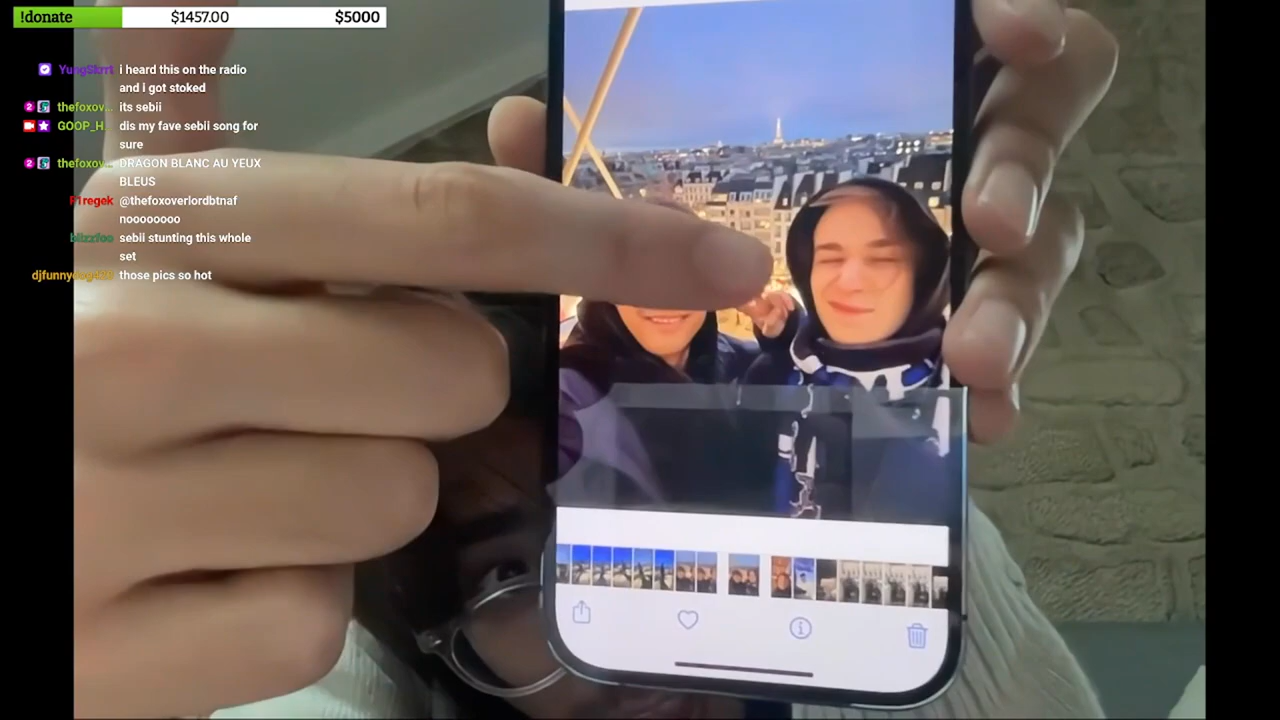 !donate $1457.00 $5000
YungSkrrt i heard this on the radio
and i got stoked
thefoxov... its sebii
GOOP_H... dis my fave sebii song for
sure
thefoxov... DRAGON BLANC AU YEUX
BLEUS
F1regek @thefoxoverlordbtnaf
noooooooo
sebii stunting this whole
set
those pics so hot